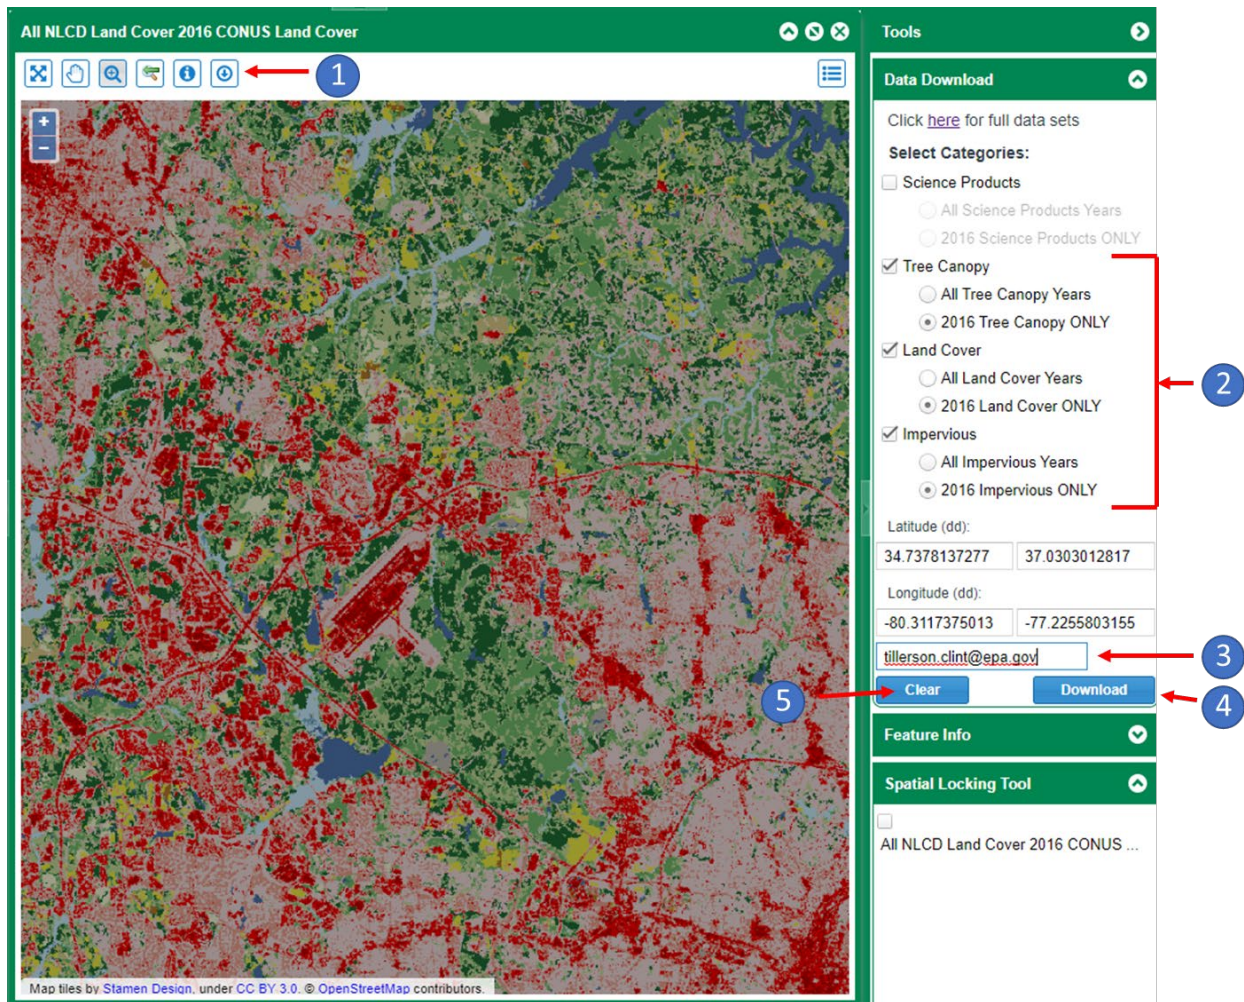 All NLCD Land Cover 2016 CONUS Land Cover
1
+
−
Map tiles by Stamen Design, under CC BY 3.0. © OpenStreetMap contributors.
Tools
Data Download
Click here for full data sets
Select Categories:
Science Products
All Science Products Years
2016 Science Products ONLY
Tree Canopy
All Tree Canopy Years
2016 Tree Canopy ONLY
Land Cover
All Land Cover Years
2016 Land Cover ONLY
2
Impervious
All Impervious Years
2016 Impervious ONLY
Latitude (dd):
34.7378137277 37.0303012817
Longitude (dd):
-80.3117375013 -77.2255803155
tillerson.clint@epa.gov
3
5
Clear Download
4
Feature Info
Spatial Locking Tool
All NLCD Land Cover 2016 CONUS ...